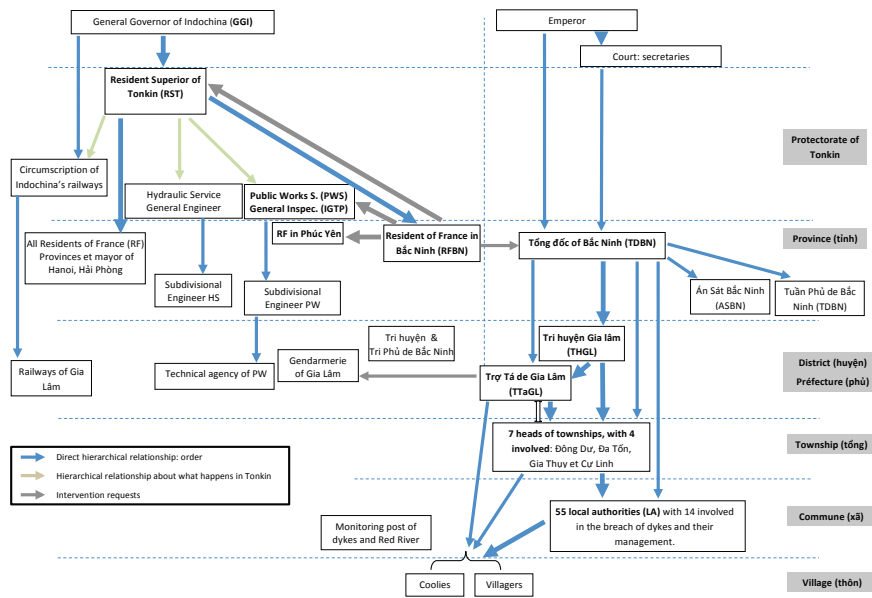 General Governor of Indochina (GGI)
Emperor
Court: secretaries
Resident Superior of
Tonkin (RST)
Protectorate of
Tonkin
Circumscription of
Indochina's railways
Hydraulic Service
General Engineer
Public Works S. (PWS)
General Inspec. (IGTP)
All Residents of France (RF)
Provinces et mayor of
Hanoi, Hải Phòng
RF in Phúc Yên
Resident of France in
Bắc Ninh (RFBN)
Tổng đốc of Bắc Ninh (TDBN)
Province (tỉnh)
Subdivisional
Engineer HS
Subdivisional
Engineer PW
Án Sát Bắc Ninh
(ASBN)
Tuần Phủ de Bắc
Ninh (TDBN)
Railways of Gia
Lâm
Technical agency of PW
Gendarmerie
of Gia Lâm
Tri huyện &
Tri Phủ de Bắc Ninh
Tri huyện Gia lâm
(THGL)
Trợ Tá de Gia Lâm
(TTaGL)
District (huyện)
Préfecture (phủ)
7 heads of townships, with 4
involved: Đông Dư, Đa Tốn,
Gia Thụy et Cự Linh
Township (tổng)
Direct hierarchical relationship: order
Hierarchical relationship about what happens in Tonkin
Intervention requests
Monitoring post of
dykes and Red River
55 local authorities (LA) with 14 involved
in the breach of dykes and their
management.
Commune (xã)
Coolies
Villagers
Village (thôn)